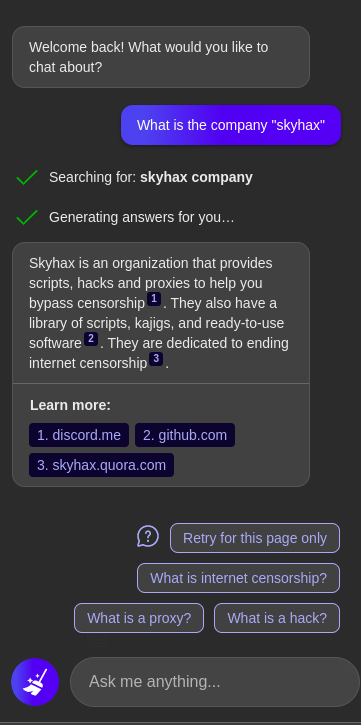 Welcome back! What would you like to
chat about?
What is the company "skyhax"
Searching for: skyhax company
Generating answers for you…
Skyhax is an organization that provides
scripts, hacks and proxies to help you
bypass censorship 1 . They also have a
library of scripts, kajigs, and ready-to-use
software 2 . They are dedicated to ending
internet censorship 3 .
Learn more:
1. discord.me 2. github.com
3. skyhax.quora.com
Retry for this page only
What is internet censorship?
What is a proxy? What is a hack?
Ask me anything...